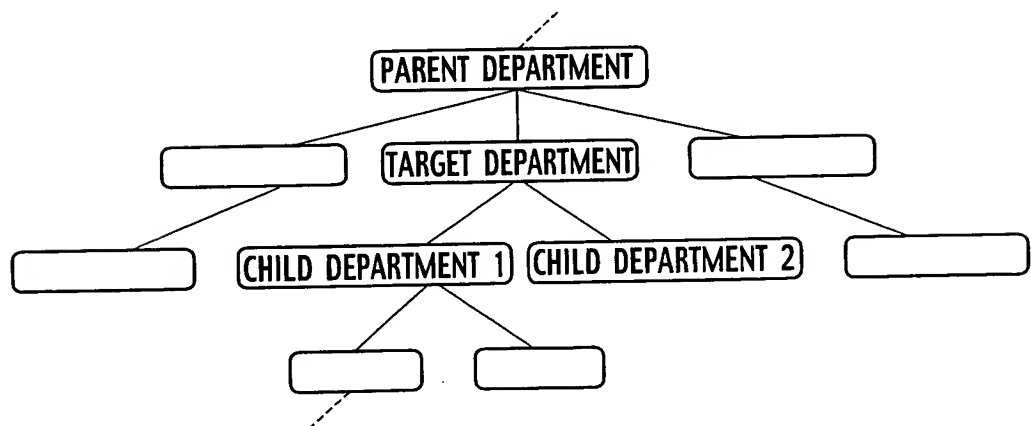 PARENT DEPARTMENT
TARGET DEPARTMENT
CHILD DEPARTMENT 1
CHILD DEPARTMENT 2